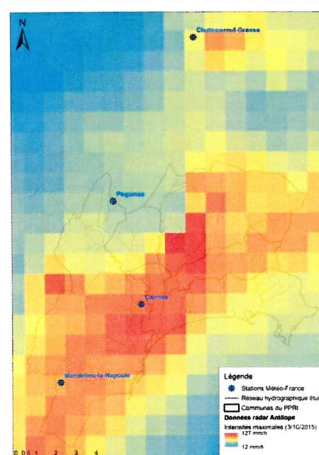 N
Châteauneuf-Grasse
Pegomas
Cannes
Mandelieu-la-Napoule
Légende
Stations Météo-France
Réseau hydrographique étu
Communes du PPRI
Données radar Antilope
Intensités maximales (3/10/2015)
127 mm/h
12 mm/h
0 0.5 1 2 3 4